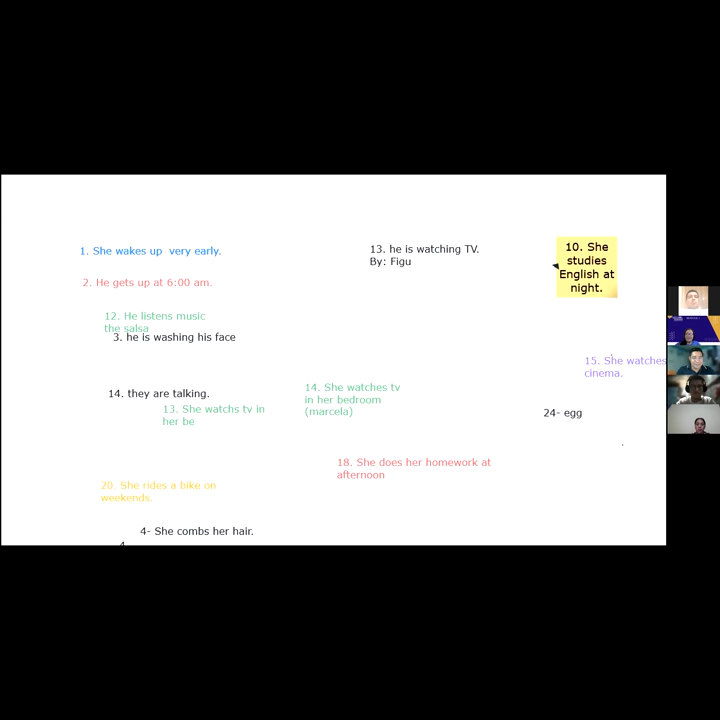 1. She wakes up  very early.
13. he is watching TV.
By: Figu
10. She
studies
English at
night.
2. He gets up at 6:00 am.
12. He listens music
the salsa
3. he is washing his face
15. She watches
cinema.
14. they are talking.
14. She watches tv
in her bedroom
(marcela)
13. She watchs tv in
her be
24- egg
18. She does her homework at
afternoon
20. She rides a bike on
weekends.
4- She combs her hair.